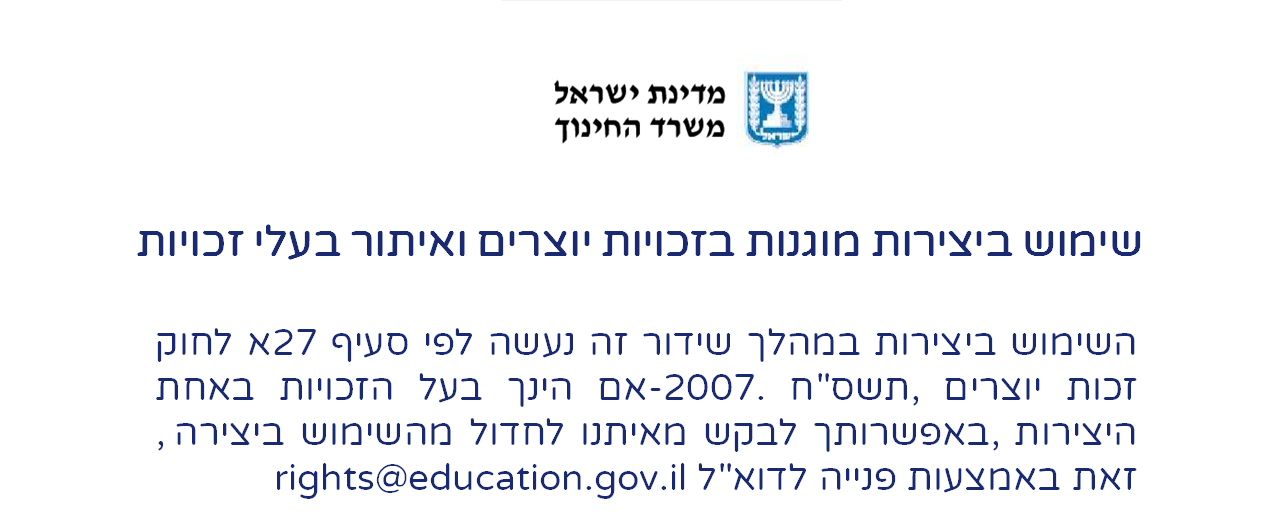 מדינת ישראל
משרד החינוך
ישראל
שימוש ביצירות מוגנות בזכויות יוצרים ואיתור בעלי זכויות
השימוש ביצירות במהלך שידור זה נעשה לפי סעיף 27א לחוק
זכות יוצרים ,תשס"ח .2007-אם הינך בעל הזכויות באחת
היצירות ,באפשרותך לבקש מאיתנו לחדול מהשימוש ביצירה ,
זאת באמצעות פנייה לדוא"ל rights@education.gov.il